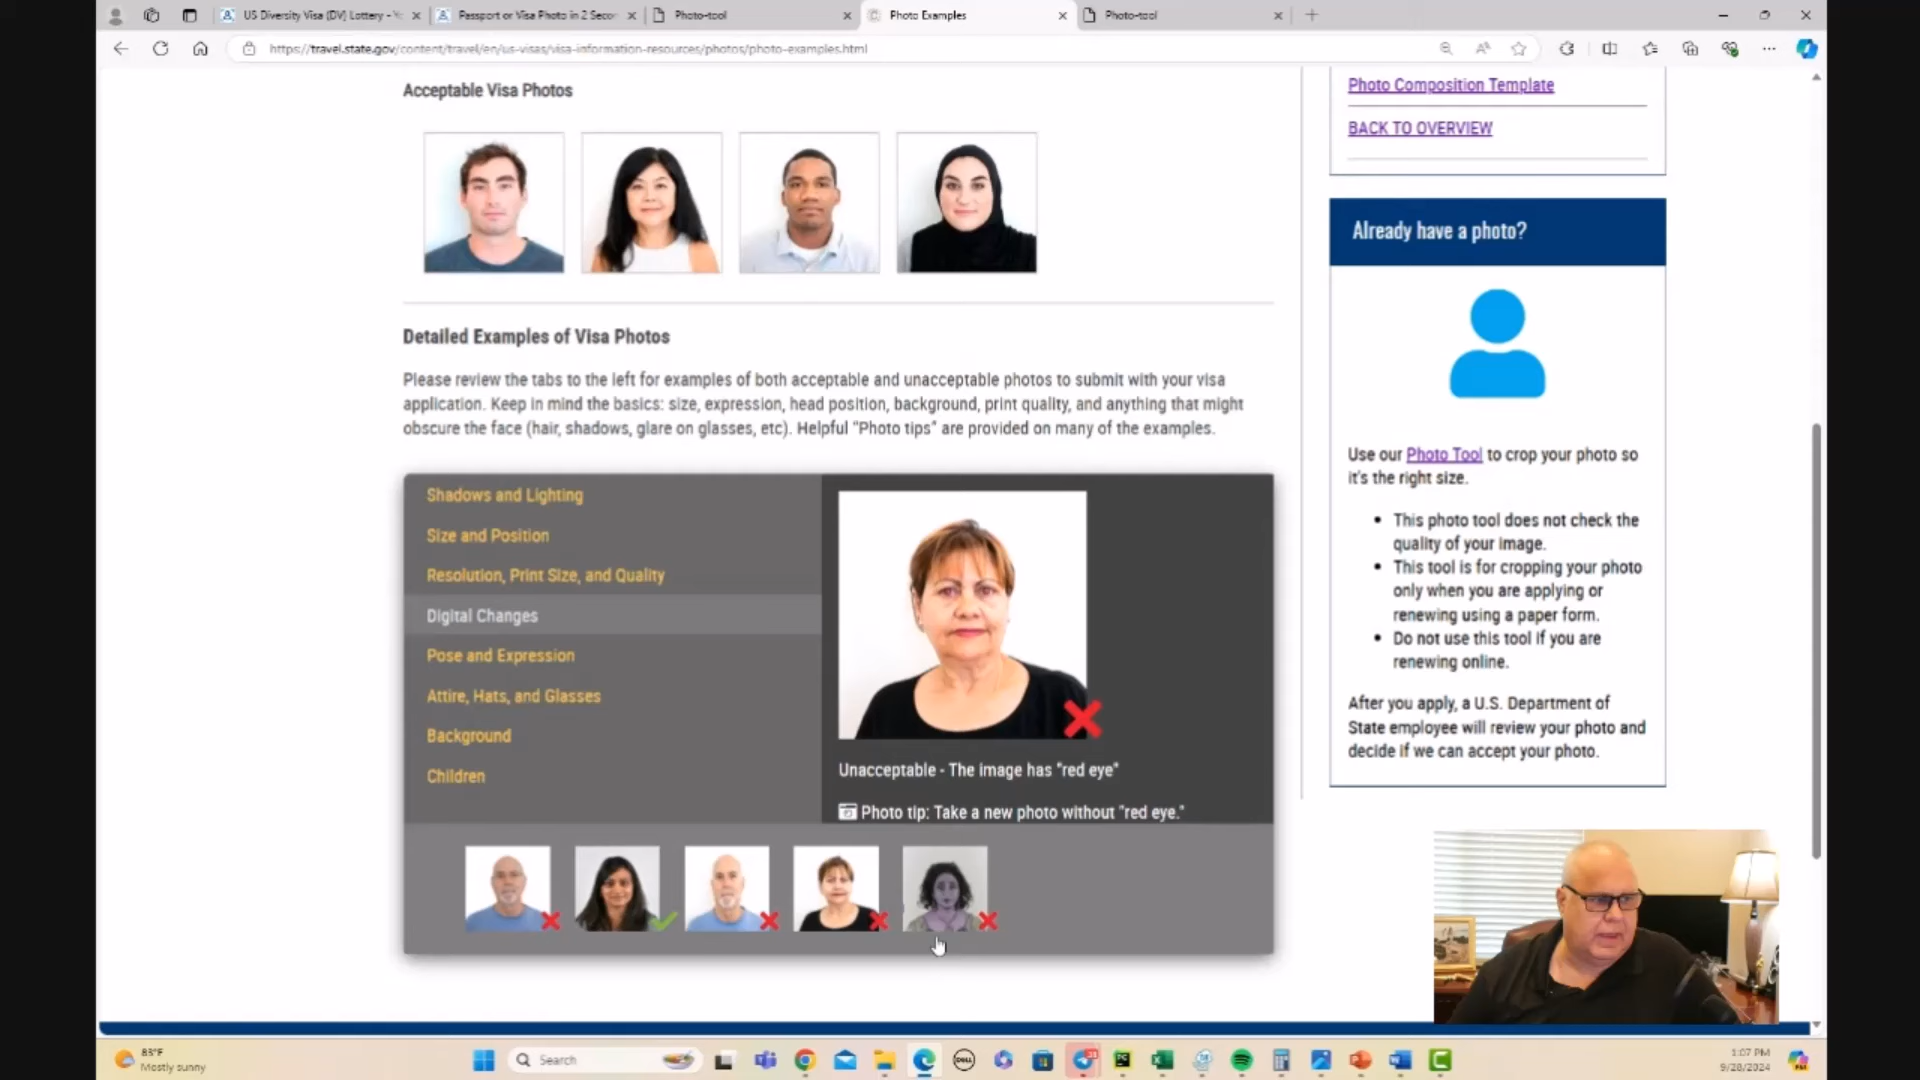 US Diversity Visa (DV) Lottery -
Passport or Visa Photo in 2 Secon
Photo-tool
Photo Examples
Photo-tool
https://travel.state.gov/content/travel/en/us-visas/visa-information-resources/photos/photo-examples.html
Acceptable Visa Photos
Photo Composition Template
BACK TO OVERVIEW
Already have a photo?
Detailed Examples of Visa Photos
Please review the tabs to the left for examples of both acceptable and unacceptable photos to submit with your visa
application. Keep in mind the basics: size, expression, head position, background, print quality, and anything that might
obscure the face (hair, shadows, glare on glasses, etc). Helpful "Photo tips" are provided on many of the examples.
Use our Photo Tool to crop your photo so
it's the right size.
• This photo tool does not check the
quality of your image.
• This tool is for cropping your photo
only when you are applying or
renewing using a paper form.
• Do not use this tool if you are
renewing online.
After you apply, a U.S. Department of
State employee will review your photo and
decide if we can accept your photo.
Shadows and Lighting
Size and Position
Resolution, Print Size, and Quality
Digital Changes
Pose and Expression
Attire, Hats, and Glasses
Background
Children
Unacceptable - The image has "red eye"
Photo tip: Take a new photo without "red eye."
83°F
Mostly sunny
Search
DELL
1:07 PM
9/28/2024